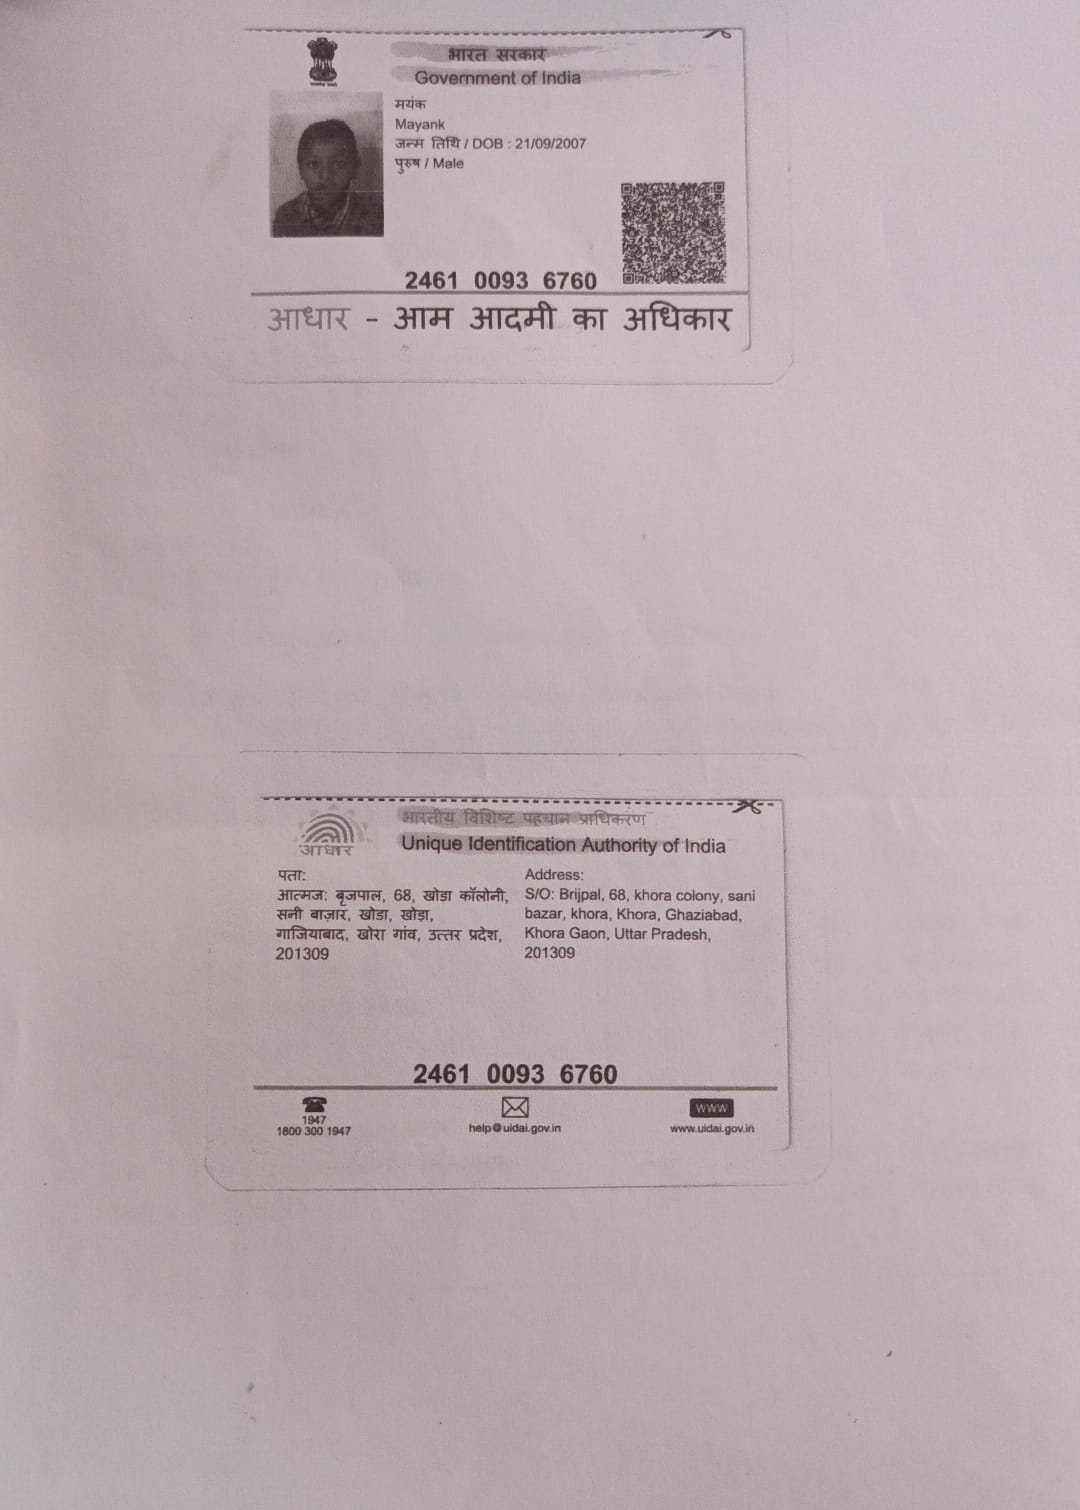 भारत सरकार
Government of India
मयंक
Mayank
जन्म तिथि / DOB : 21/09/2007
पुरुष / Male
2461 0093 6760
आधार - आम आदमी का अधिकार
भारतीय विशिष्ट पहचान प्राधिकरण
Unique Identification Authority of India
आधार
पता:
आत्मज: बृजपाल, 68, खोडा कॉलोनी,
सनी बाज़ार, खोडा, खोड़ा,
गाजियाबाद, खोरा गांव, उत्तर प्रदेश,
201309
Address:
S/O: Brijpal, 68, khora colony, sani
bazar, khora, Khora, Ghaziabad,
Khora Gaon, Uttar Pradesh,
201309
2461 0093 6760
1947
1800 300 1947
help@uidai.gov.in
www
www.uidai.gov.in